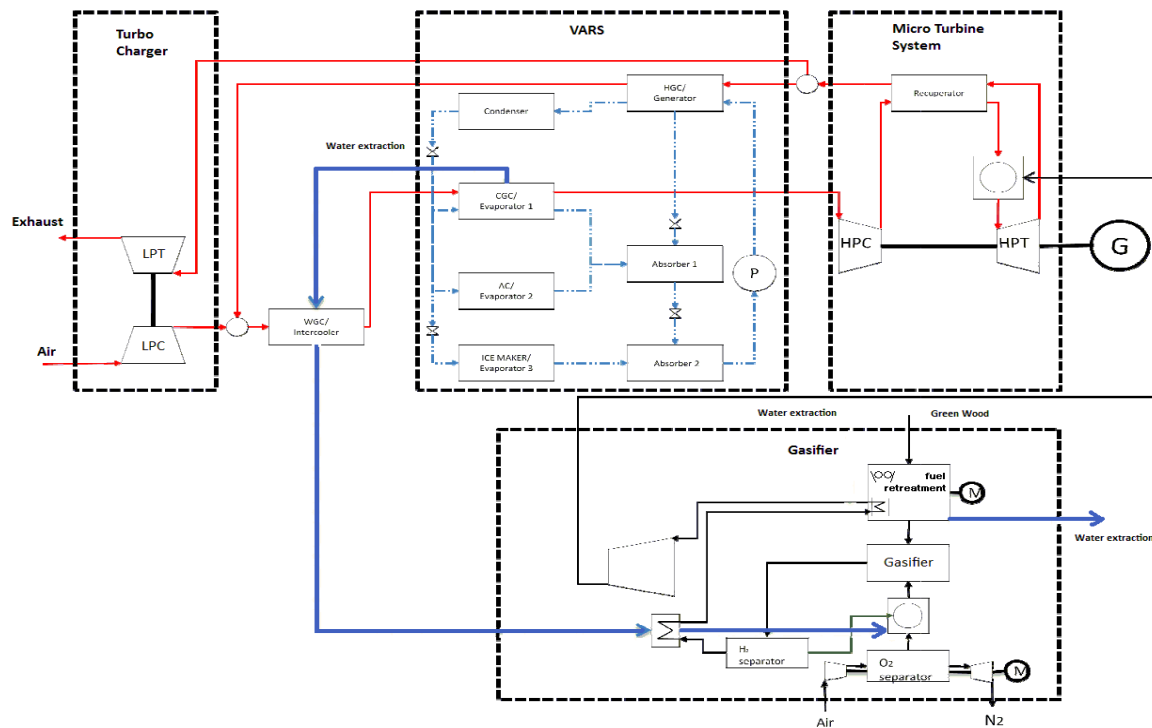 Turbo
Charger
VARS
Micro Turbine
System
HGC/
Generator
Recuperator
Condenser
Water extraction
CGC/
Evaporator 1
Exhaust
LPT
HPC
HPT
G
Absorber 1
P
AC/
Evaporator 2
WGC/
Intercooler
LPC
Air
ICE MAKER/
Evaporator 3
Absorber 2
Water extraction
Green Wood
Gasifier
fuel
retreatment
M
Water extraction
Gasifier
H2
separator
O2
separator
M
Air
N2